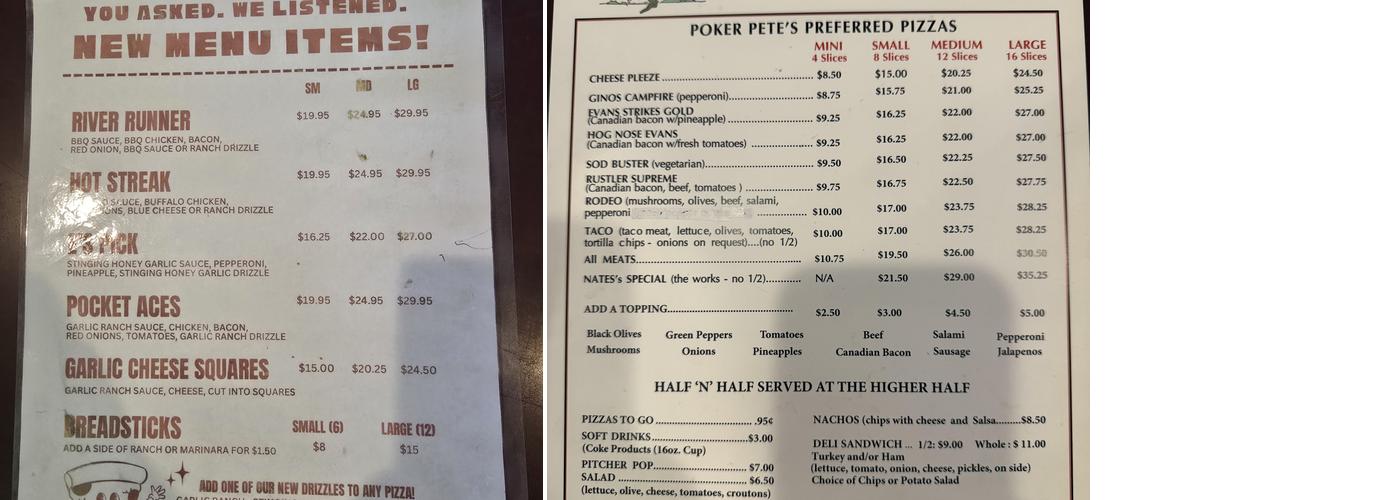 YOU ASKED. WE LISTENED.
NEW MENU ITEMS!
SM MD LG
RIVER RUNNER $19.95 $24.95 $29.95
BBQ SAUCE, BBQ CHICKEN, BACON,
RED ONION, BBQ SAUCE OR RANCH DRIZZLE
HOT STREAK $19.95 $24.95 $29.95
SAUCE, BUFFALO CHICKEN,
BLUE CHEESE OR RANCH DRIZZLE
PICK $16.25 $22.00 $27.00
STINGING HONEY GARLIC SAUCE, PEPPERONI,
PINEAPPLE, STINGING HONEY GARLIC DRIZZLE
POCKET ACES $19.95 $24.95 $29.95
GARLIC RANCH SAUCE, CHICKEN, BACON,
RED ONIONS, TOMATOES, GARLIC RANCH DRIZZLE
GARLIC CHEESE SQUARES $15.00 $20.25 $24.50
GARLIC RANCH SAUCE, CHEESE, CUT INTO SQUARES
BREADSTICKS SMALL (6) LARGE (12)
ADD A SIDE OF RANCH OR MARINARA FOR $1.50 $8 $15
ADD ONE OF OUR NEW DRIZZLES TO ANY PIZZA!
POKER PETE'S PREFERRED PIZZAS
MINI SMALL MEDIUM LARGE
4 Slices 8 Slices 12 Slices 16 Slices
CHEESE PLEEZE ........ $8.50 $15.00 $20.25 $24.50
GINOS CAMPFIRE (pepperoni)........ $8.75 $15.75 $21.00 $25.25
EVANS STRIKES GOLD
(Canadian bacon w/pineapple) ........ $9.25 $16.25 $22.00 $27.00
HOG NOSE EVANS
(Canadian bacon w/fresh tomatoes) ........ $9.25 $16.25 $22.00 $27.00
SOD BUSTER (vegetarian)........ $9.50 $16.50 $22.25 $27.50
RUSTLER SUPREME
(Canadian bacon, beef, tomatoes ) ........ $9.75 $16.75 $22.50 $27.75
RODEO (mushrooms, olives, beef, salami,
pepperoni ........ $10.00 $17.00 $23.75 $28.25
TACO (taco meat, lettuce, olives, tomatoes, $10.00 $17.00 $23.75 $28.25
tortilla chips - onions on request)....(no 1/2)
All MEATS........ $10.75 $19.50 $26.00 $30.50
NATES's SPECIAL (the works - no 1/2)........ N/A $21.50 $29.00 $35.25
ADD A TOPPING........ $2.50 $3.00 $4.50 $5.00
Black Olives Green Peppers Tomatoes Beef Salami Pepperoni
Mushrooms Onions Pineapples Canadian Bacon Sausage Jalapenos
HALF 'N' HALF SERVED AT THE HIGHER HALF
PIZZAS TO GO ........ .95¢
SOFT DRINKS........$3.00
(Coke Products (16oz. Cup)
PITCHER POP........ $7.00
SALAD ........ $6.50
(lettuce, olive, cheese, tomatoes, croutons)
NACHOS (chips with cheese and Salsa........$8.50
DELI SANDWICH ... 1/2: $9.00 Whole : $ 11.00
Turkey and/or Ham
(lettuce, tomato, onion, cheese, pickles, on side)
Choice of Chips or Potato Salad